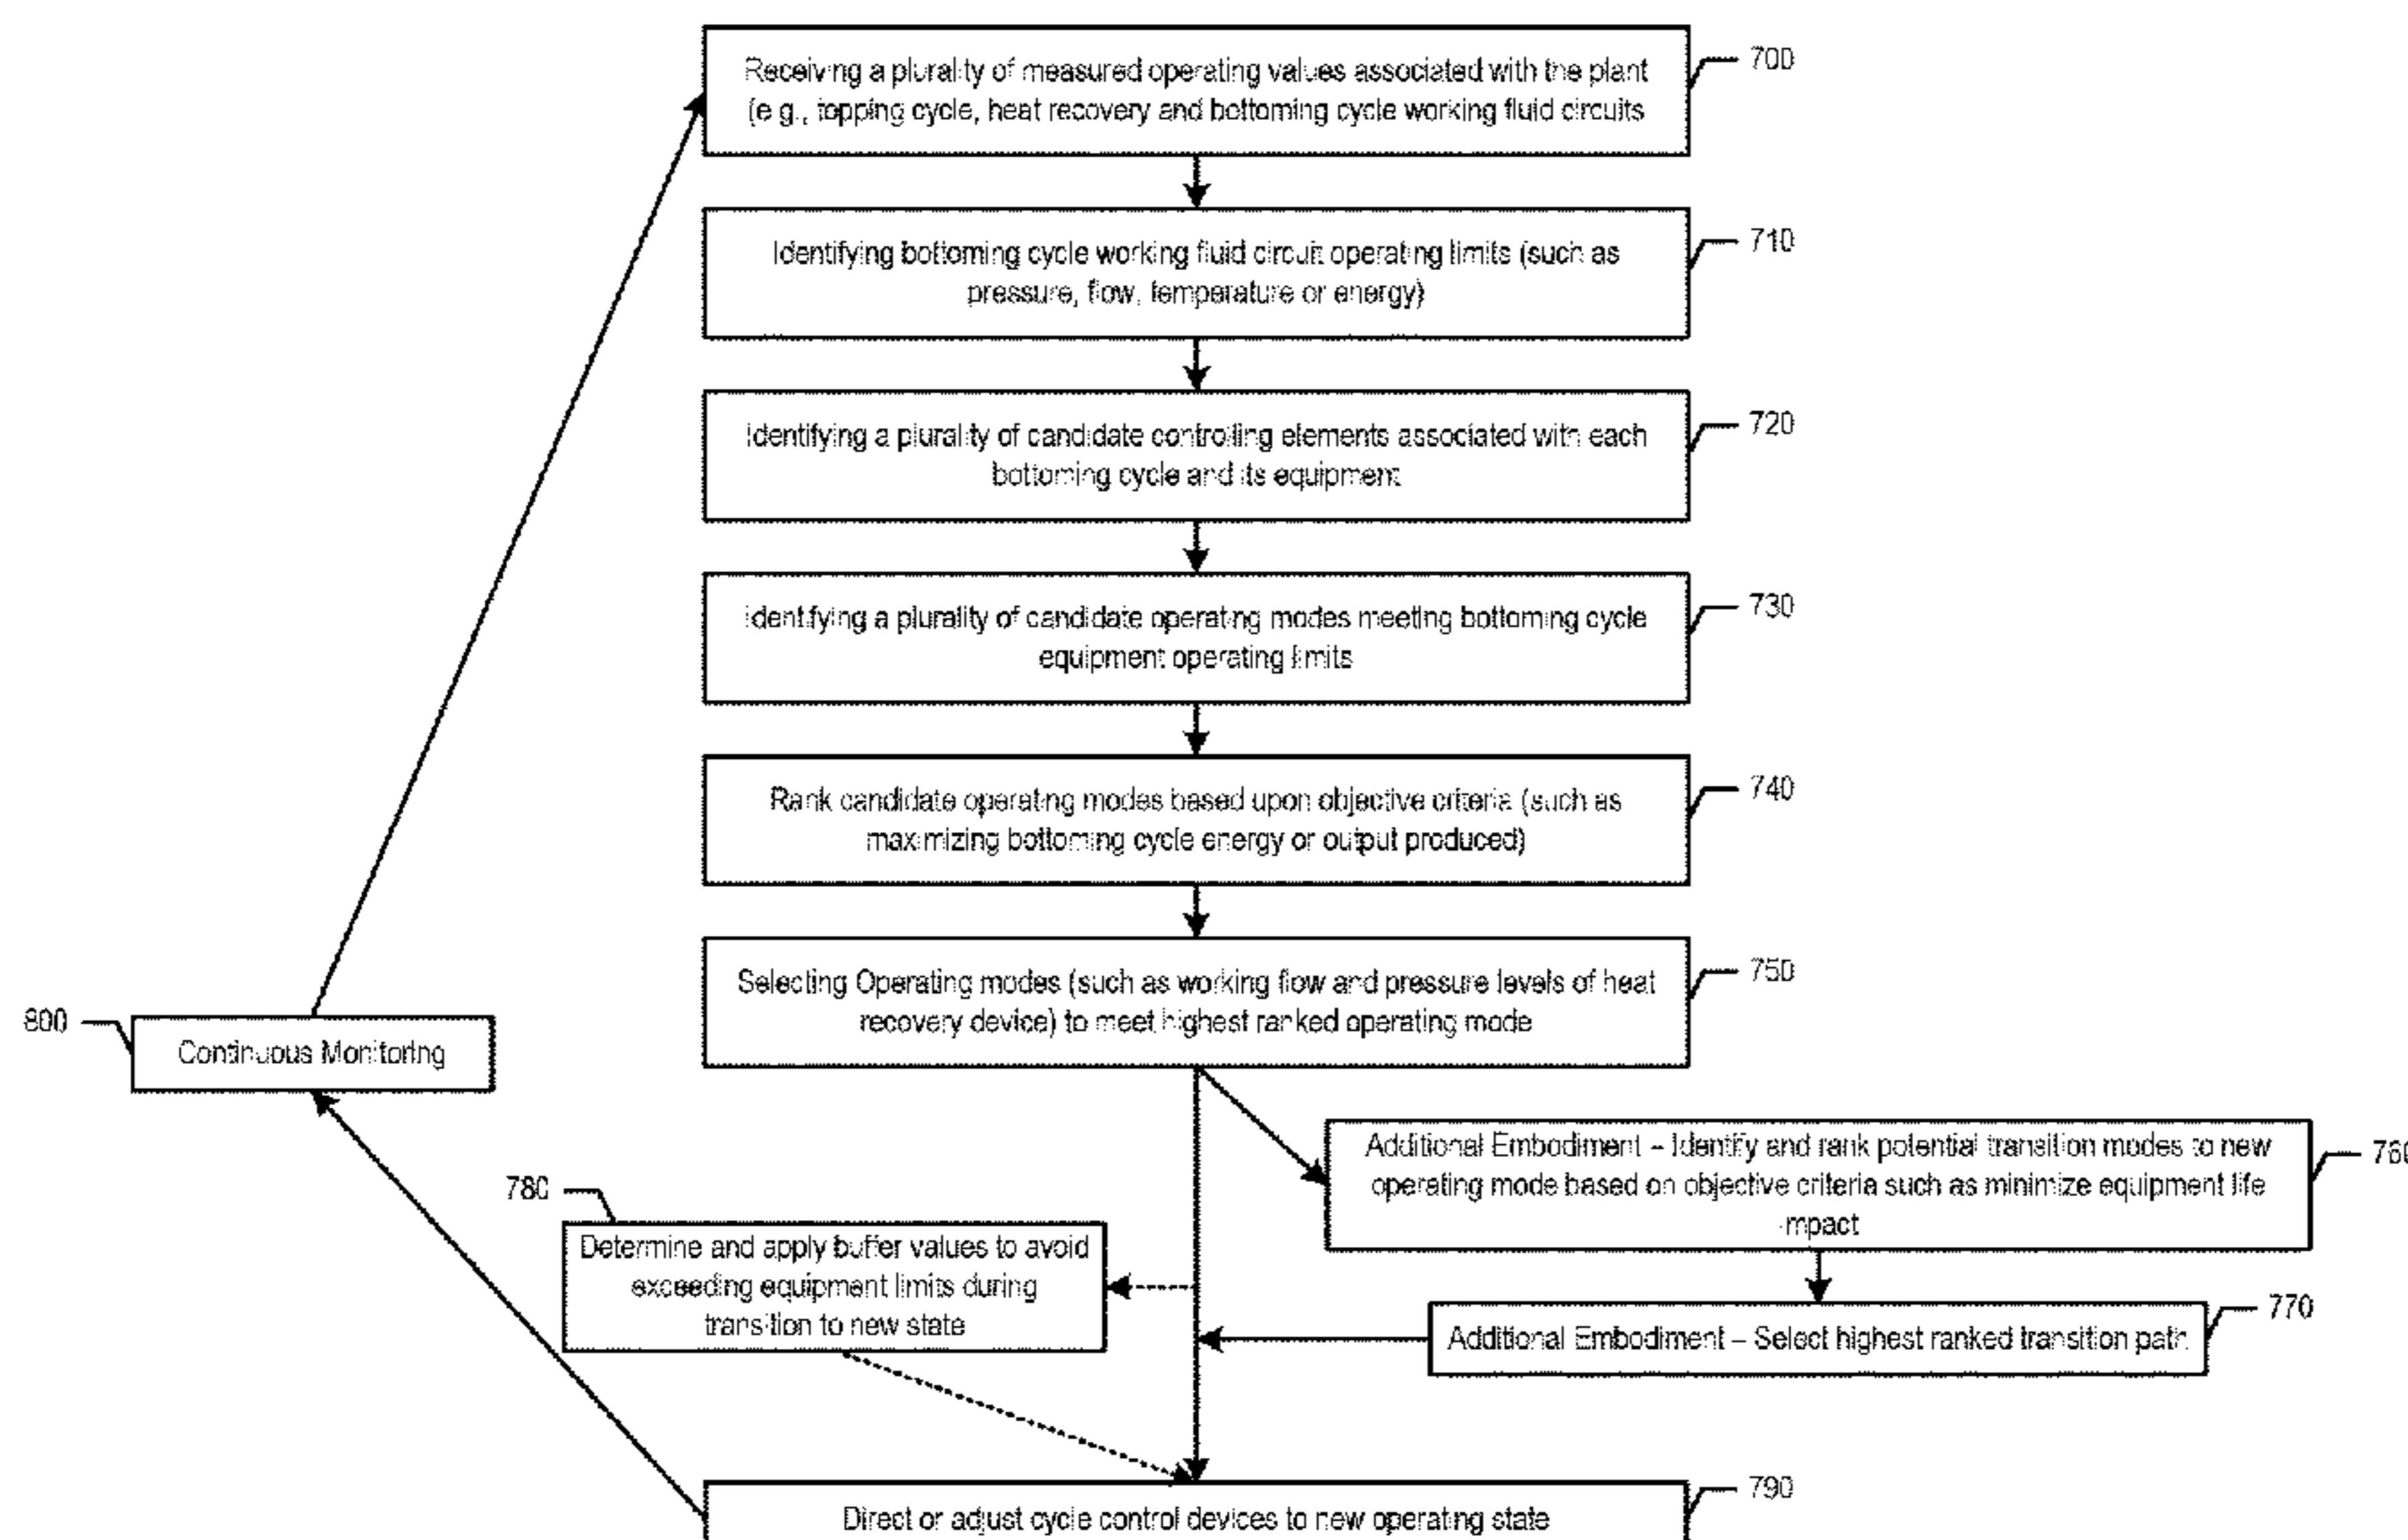 Receiving a plurality of measured operating values associated with the plant
(e.g., topping cycle, heat recovery and bottoming cycle working fluid circuits
700
Identifying bottoming cycle working fluid circuit operating limits (such as
pressure, flow, temperature or energy)
710
Identifying a plurality of candidate controlling elements associated with each
bottoming cycle and its equipment
720
Identifying a plurality of candidate operating modes meeting bottoming cycle
equipment operating limits
730
Rank candidate operating modes based upon objective criteria (such as
maximizing bottoming cycle energy or output produced)
740
Selecting Operating modes (such as working flow and pressure levels of heat
recovery device) to meet highest ranked operating mode
750
800
Continuous Monitoring
Additional Embodiment – Identify and rank potential transition modes to new
operating mode based on objective criteria such as minimize equipment life
impact
760
780
Determine and apply buffer values to avoid
exceeding equipment limits during
transition to new state
Additional Embodiment – Select highest ranked transition path
770
Direct or adjust cycle control devices to new operating state
790